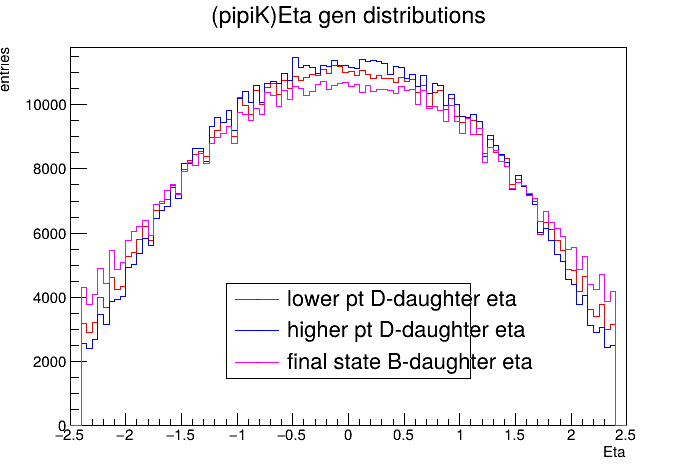 (pipiK)Eta gen distributions
entries
10000
8000
6000
4000
2000
0
lower pt D-daughter eta
higher pt D-daughter eta
final state B-daughter eta
−2.5 −2 −1.5 −1 −0.5 0 0.5 1 1.5 2 2.5
Eta